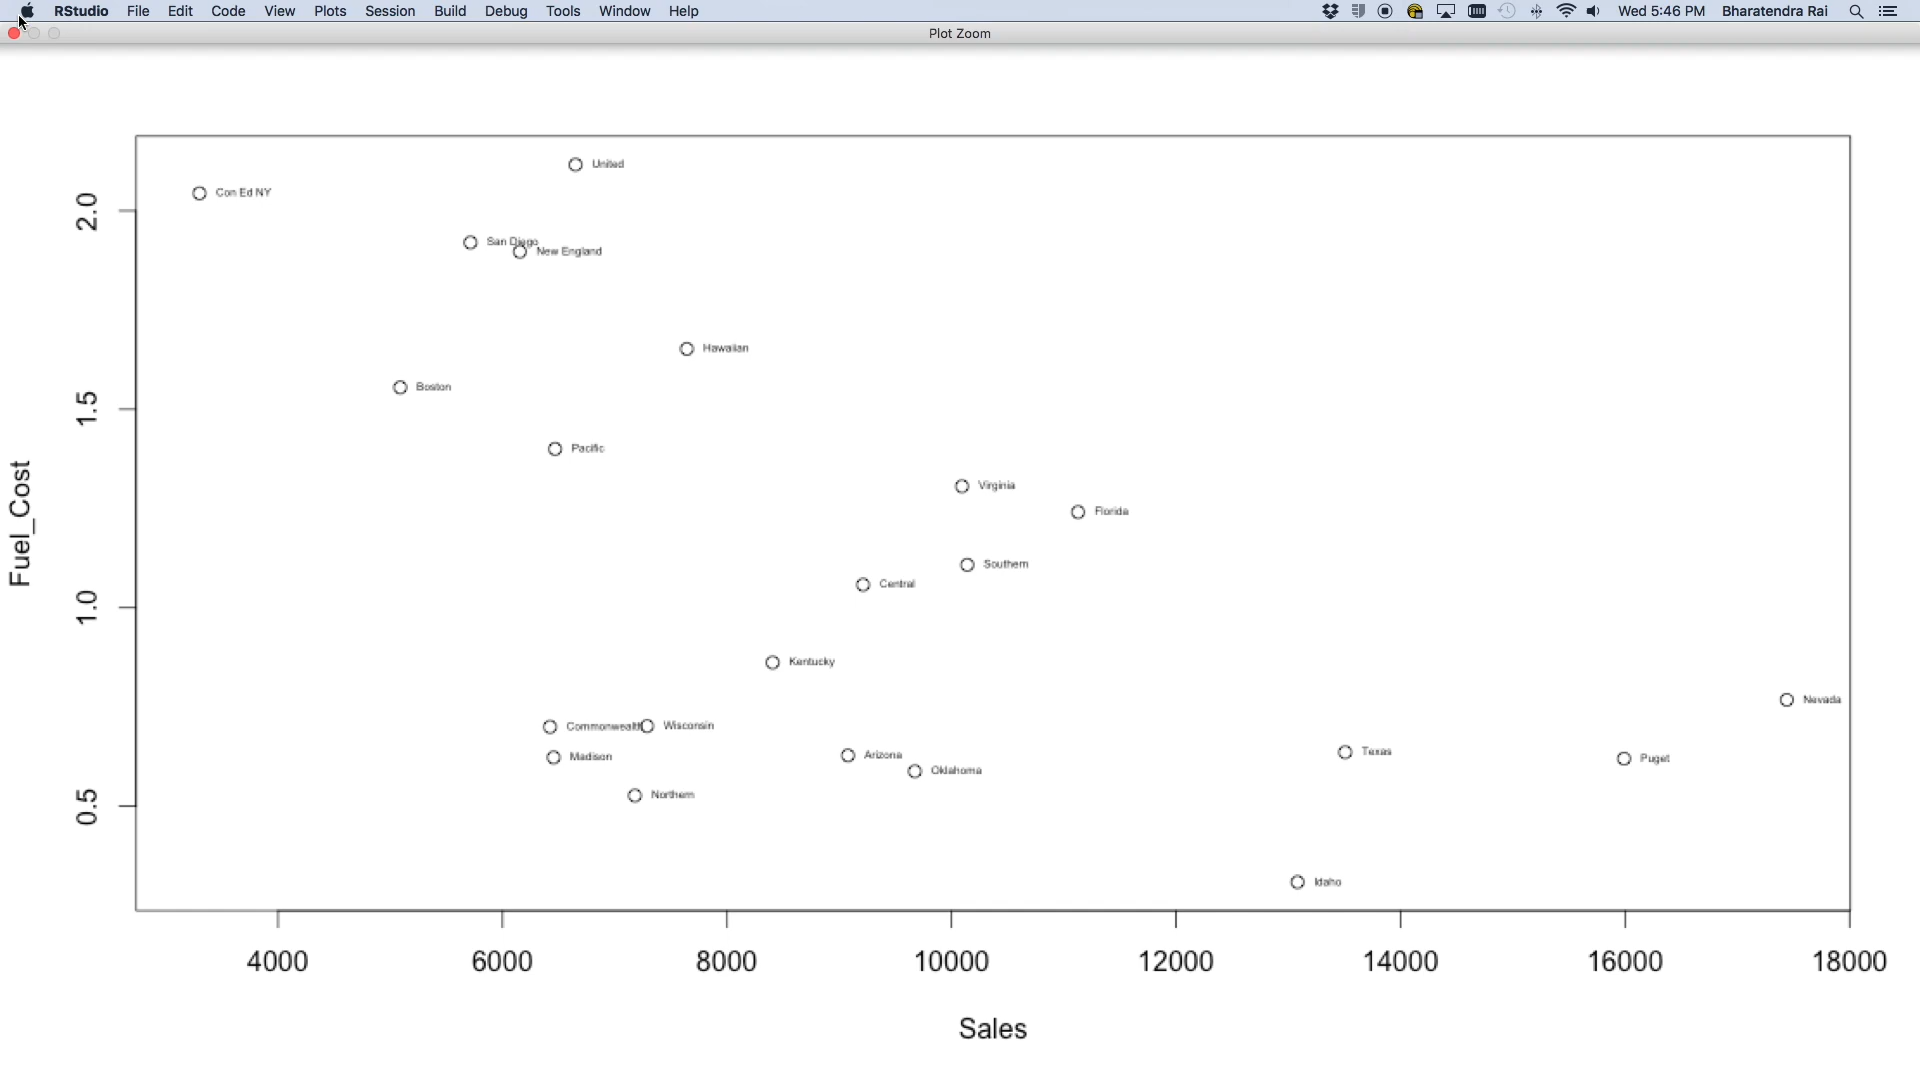 RStudio File Edit Code View Plots Session Build Debug Tools Window Help Wed 5:46 PM Bharatendra Rai
Plot Zoom
United
Con Ed NY
2.0
San Diego
New England
Hawaiian
Boston
1.5
Pacific
Virginia
Florida
Fuel_Cost
Southern
Central
1.0
Kentucky
Nevada
Commonwealth
Wisconsin
Texas
Arizona
Madison
Puget
Oklahoma
Northern
0.5
Idaho
4000 6000 8000 10000 12000 14000 16000 18000
Sales